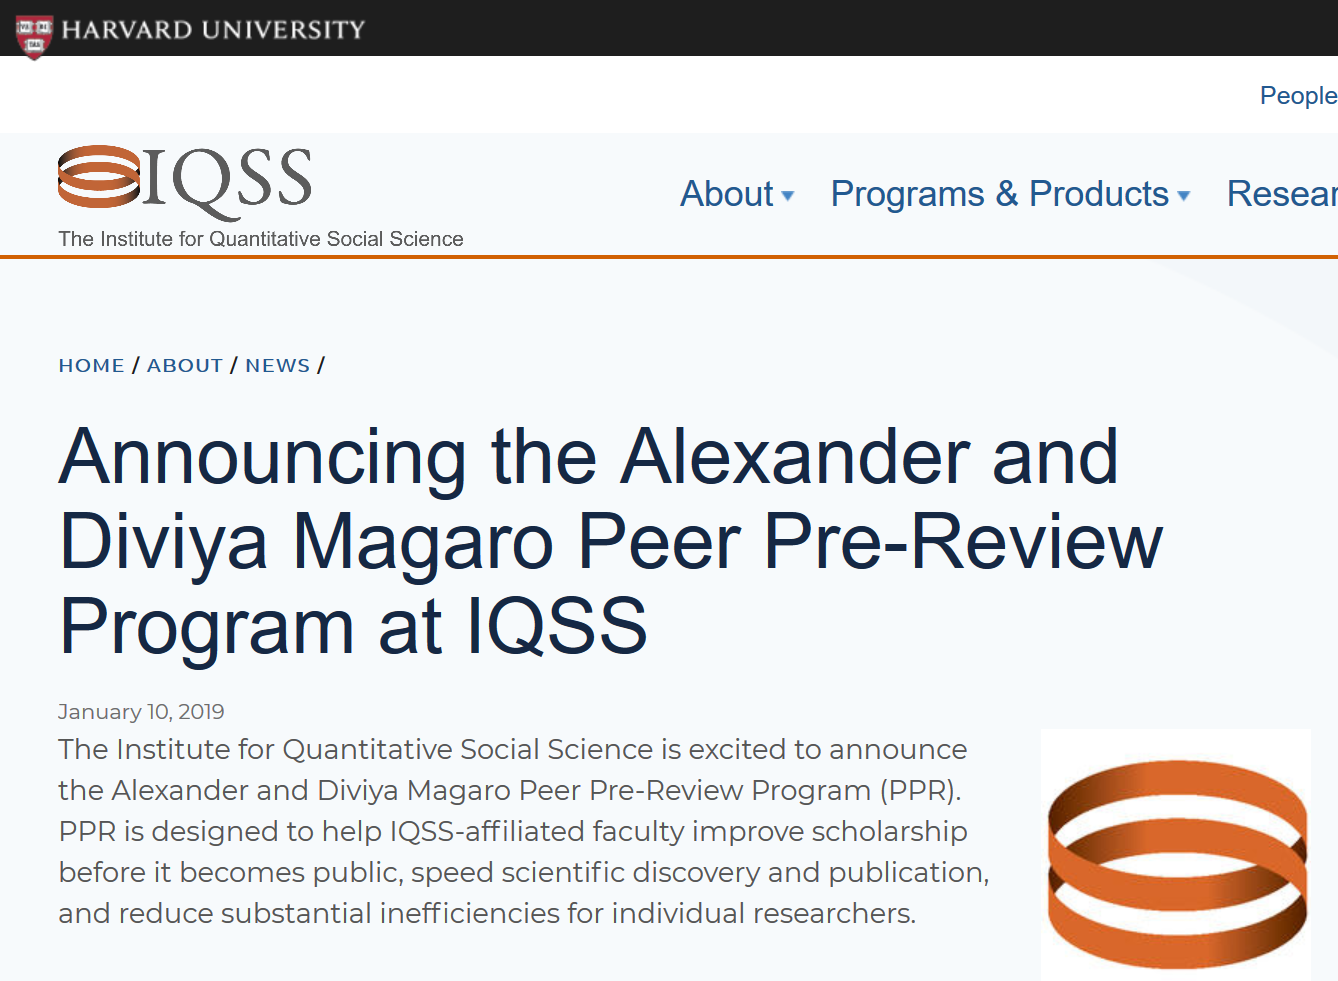 HARVARD UNIVERSITY
People
IQSS
The Institute for Quantitative Social Science
About Programs & Products Resear
HOME / ABOUT / NEWS /
Announcing the Alexander and
Diviya Magaro Peer Pre-Review
Program at IQSS
January 10, 2019
The Institute for Quantitative Social Science is excited to announce
the Alexander and Diviya Magaro Peer Pre-Review Program (PPR).
PPR is designed to help IQSS-affiliated faculty improve scholarship
before it becomes public, speed scientific discovery and publication,
and reduce substantial inefficiencies for individual researchers.